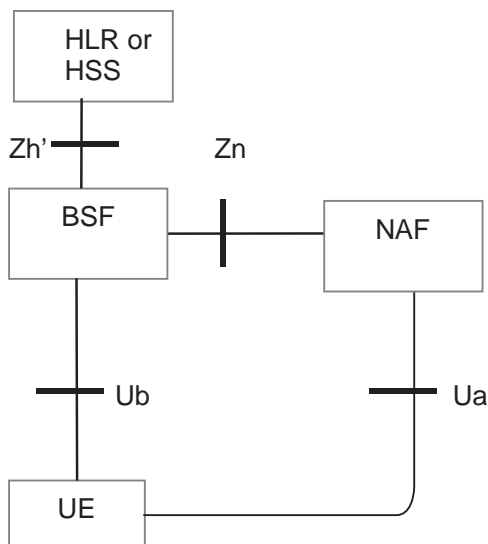 HLR or
HSS
Zh’
Zn
BSF
NAF
Ub
Ua
UE